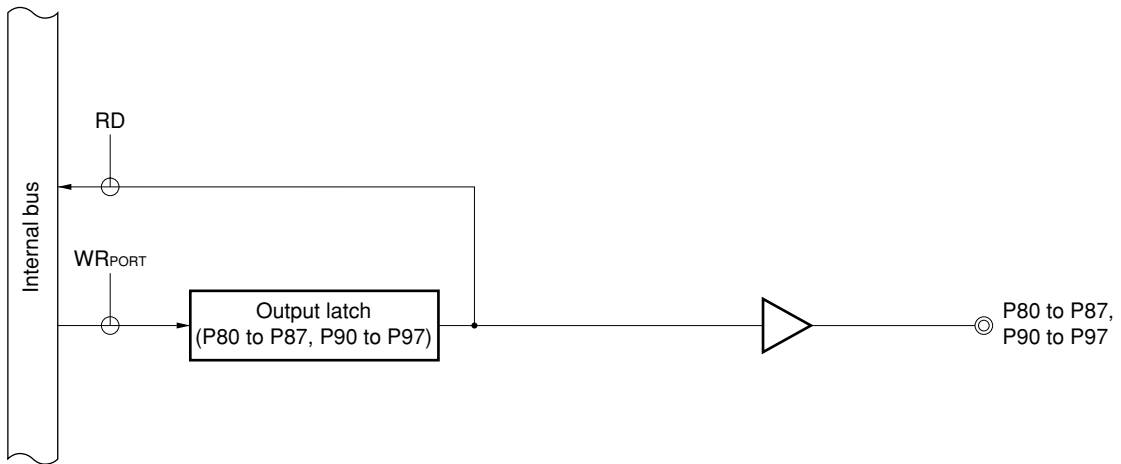 RD
Internal bus
WRPORT
Output latch
(P80 to P87, P90 to P97)
P80 to P87,
P90 to P97